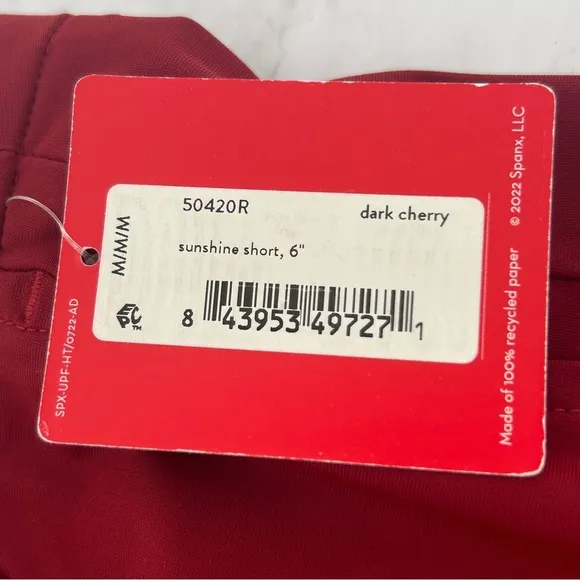 50420R
dark cherry
sunshine short, 6"
M/M/M
EPC™
8 43953 49727 1
SPX-UPF-HT/0722-AD
Made of 100% recycled paper
© 2022 Spanx, LLC